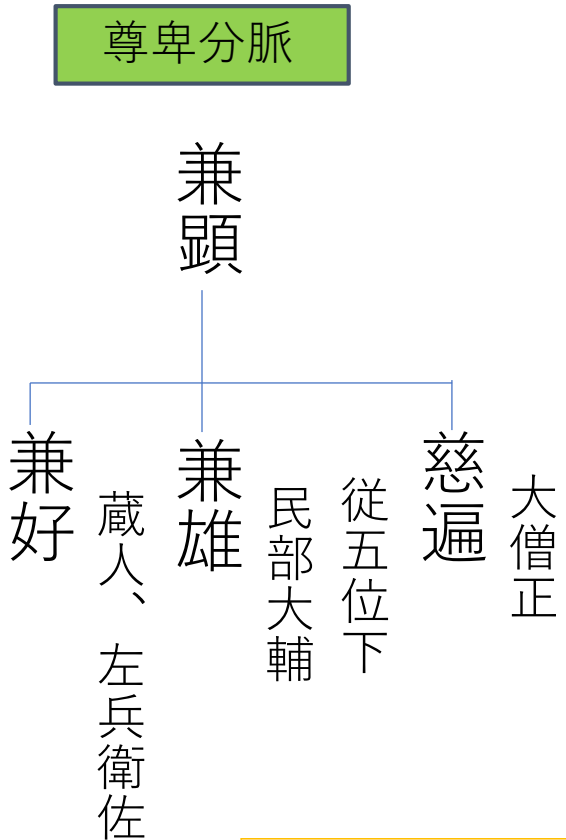 尊卑分脈
兼顕
大僧正
慈遍
従五位下
民部大輔
兼雄
蔵人、左兵衛佐
兼好